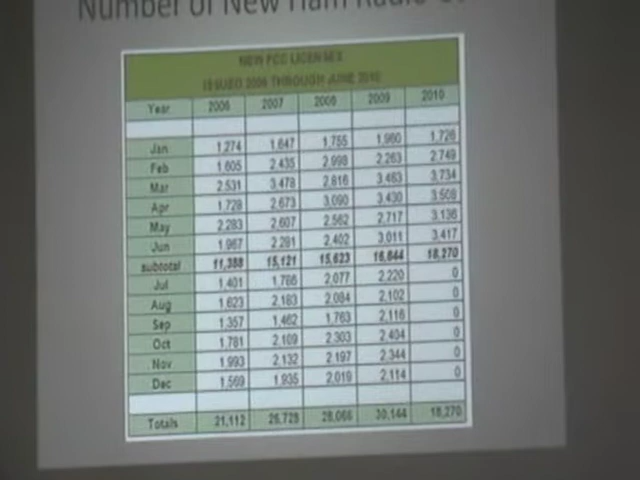 Number of New Ham Radio
NEW FCC LICENSES
ISSUED 2006 THROUGH JUNE 2010
Year 2006 2007 2008 2009 2010
Jan 1,274 1,647 1,755 1,960 1,726
Feb 1,605 2,435 2,998 2,263 2,749
Mar 2,531 3,478 2,816 3,463 3,734
Apr 1,728 2,673 3,090 3,430 3,508
May 2,283 2,607 2,562 2,717 3,136
Jun 1,967 2,281 2,402 3,011 3,417
subtotal 11,388 15,121 15,623 16,844 18,270
Jul 1,401 1,786 2,077 2,220 0
Aug 1,623 2,183 2,084 2,102 0
Sep 1,357 1,462 1,763 2,116 0
Oct 1,781 2,109 2,303 2,404 0
Nov 1,993 2,132 2,197 2,344 0
Dec 1,569 1,935 2,019 2,114 0
Totals 21,112 26,728 28,066 30,144 18,270